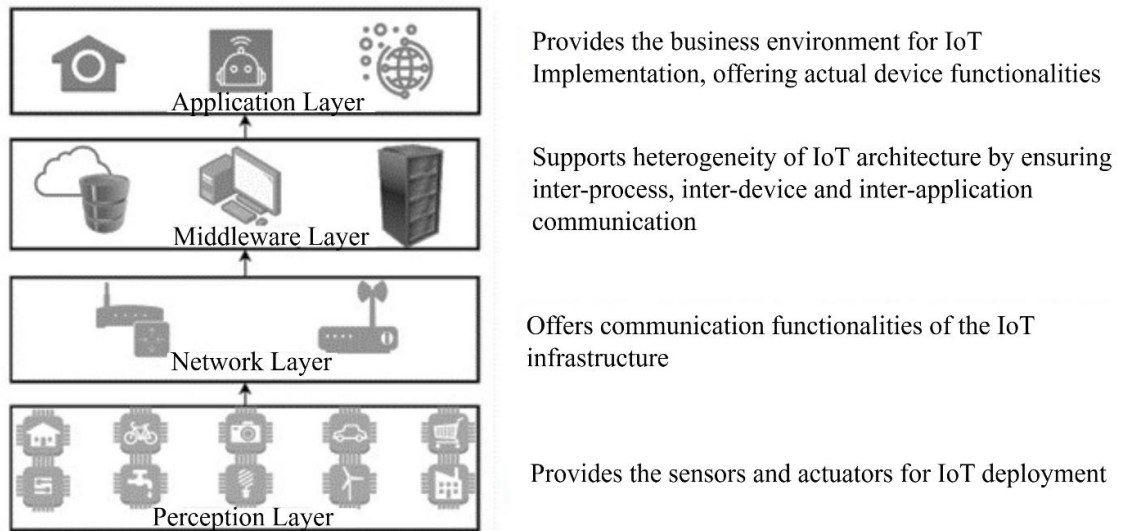 Application Layer
Provides the business environment for IoT
Implementation, offering actual device functionalities
Middleware Layer
Supports heterogeneity of IoT architecture by ensuring
inter-process, inter-device and inter-application
communication
Network Layer
Offers communication functionalities of the IoT
infrastructure
Perception Layer
Provides the sensors and actuators for IoT deployment